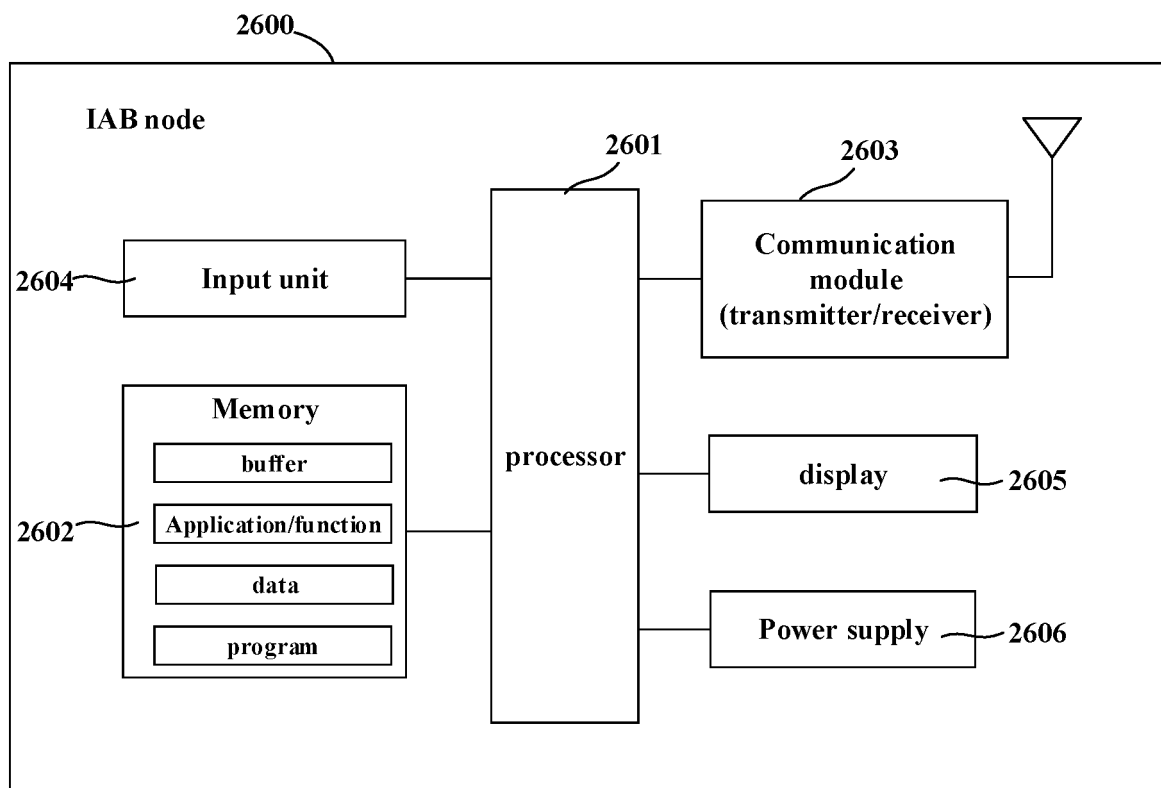 2600
IAB node
2601
2603
2604
Input unit
Communication
module
(transmitter/receiver)
Memory
buffer
Application/function
data
program
2602
processor
display
2605
Power supply
2606